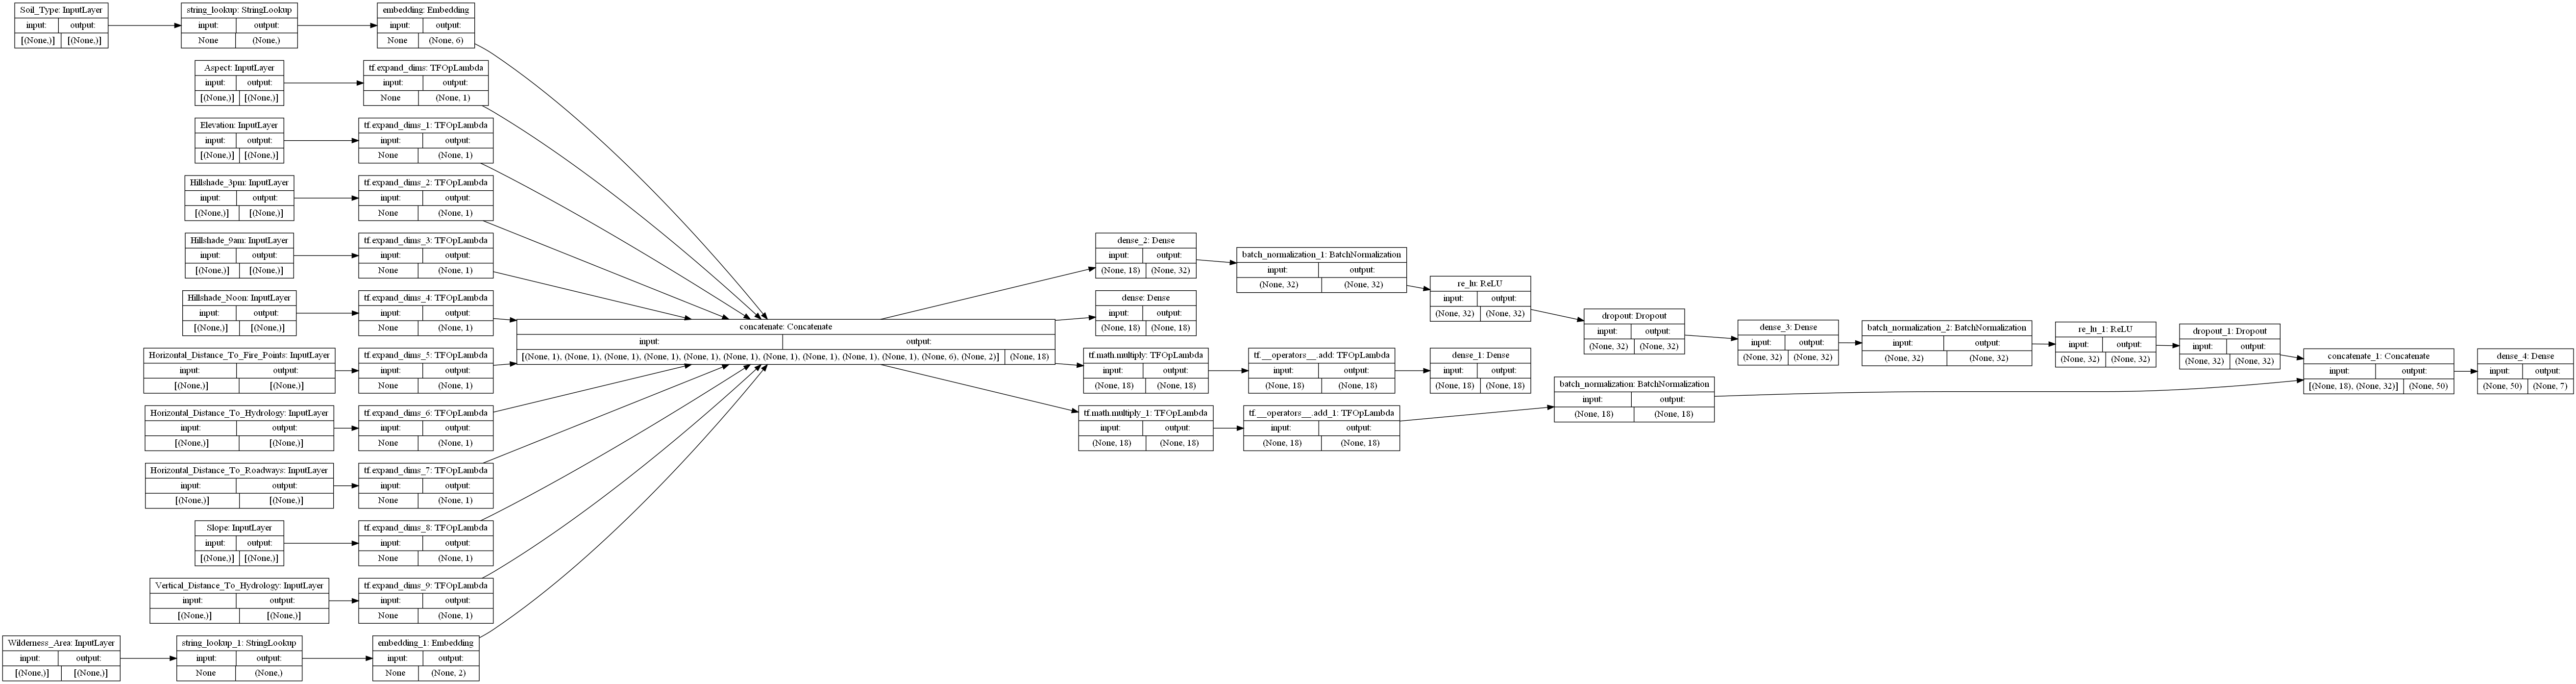 Soil_Type: InputLayer
input: output:
[(None,)] [(None,)]
string_lookup: StringLookup
input: output:
None (None,)
embedding: Embedding
input: output:
None (None, 6)
Aspect: InputLayer
input: output:
[(None,)] [(None,)]
tf.expand_dims: TFOpLambda
input: output:
None (None, 1)
Elevation: InputLayer
input: output:
[(None,)] [(None,)]
tf.expand_dims_1: TFOpLambda
input: output:
None (None, 1)
Hillshade_3pm: InputLayer
input: output:
[(None,)] [(None,)]
tf.expand_dims_2: TFOpLambda
input: output:
None (None, 1)
Hillshade_9am: InputLayer
input: output:
[(None,)] [(None,)]
tf.expand_dims_3: TFOpLambda
input: output:
None (None, 1)
Hillshade_Noon: InputLayer
input: output:
[(None,)] [(None,)]
tf.expand_dims_4: TFOpLambda
input: output:
None (None, 1)
Horizontal_Distance_To_Fire_Points: InputLayer
input: output:
[(None,)] [(None,)]
tf.expand_dims_5: TFOpLambda
input: output:
None (None, 1)
Horizontal_Distance_To_Hydrology: InputLayer
input: output:
[(None,)] [(None,)]
tf.expand_dims_6: TFOpLambda
input: output:
None (None, 1)
Horizontal_Distance_To_Roadways: InputLayer
input: output:
[(None,)] [(None,)]
tf.expand_dims_7: TFOpLambda
input: output:
None (None, 1)
Slope: InputLayer
input: output:
[(None,)] [(None,)]
tf.expand_dims_8: TFOpLambda
input: output:
None (None, 1)
Vertical_Distance_To_Hydrology: InputLayer
input: output:
[(None,)] [(None,)]
tf.expand_dims_9: TFOpLambda
input: output:
None (None, 1)
Wilderness_Area: InputLayer
input: output:
[(None,)] [(None,)]
string_lookup_1: StringLookup
input: output:
None (None,)
embedding_1: Embedding
input: output:
None (None, 2)
concatenate: Concatenate
input: output:
[(None, 1), (None, 1), (None, 1), (None, 1), (None, 1), (None, 1), (None, 1), (None, 1), (None, 1), (None, 1), (None, 6), (None, 2)] (None, 18)
dense_2: Dense
input: output:
(None, 18) (None, 32)
dense: Dense
input: output:
(None, 18) (None, 18)
tf.math.multiply: TFOpLambda
input: output:
(None, 18) (None, 18)
tf.math.multiply_1: TFOpLambda
input: output:
(None, 18) (None, 18)
batch_normalization_1: BatchNormalization
input: output:
(None, 32) (None, 32)
tf.__operators__.add: TFOpLambda
input: output:
(None, 18) (None, 18)
tf.__operators__.add_1: TFOpLambda
input: output:
(None, 18) (None, 18)
re_lu: ReLU
input: output:
(None, 32) (None, 32)
dense_1: Dense
input: output:
(None, 18) (None, 18)
dropout: Dropout
input: output:
(None, 32) (None, 32)
batch_normalization: BatchNormalization
input: output:
(None, 18) (None, 18)
dense_3: Dense
input: output:
(None, 32) (None, 32)
batch_normalization_2: BatchNormalization
input: output:
(None, 32) (None, 32)
re_lu_1: ReLU
input: output:
(None, 32) (None, 32)
dropout_1: Dropout
input: output:
(None, 32) (None, 32)
concatenate_1: Concatenate
input: output:
[(None, 18), (None, 32)] (None, 50)
dense_4: Dense
input: output:
(None, 50) (None, 7)